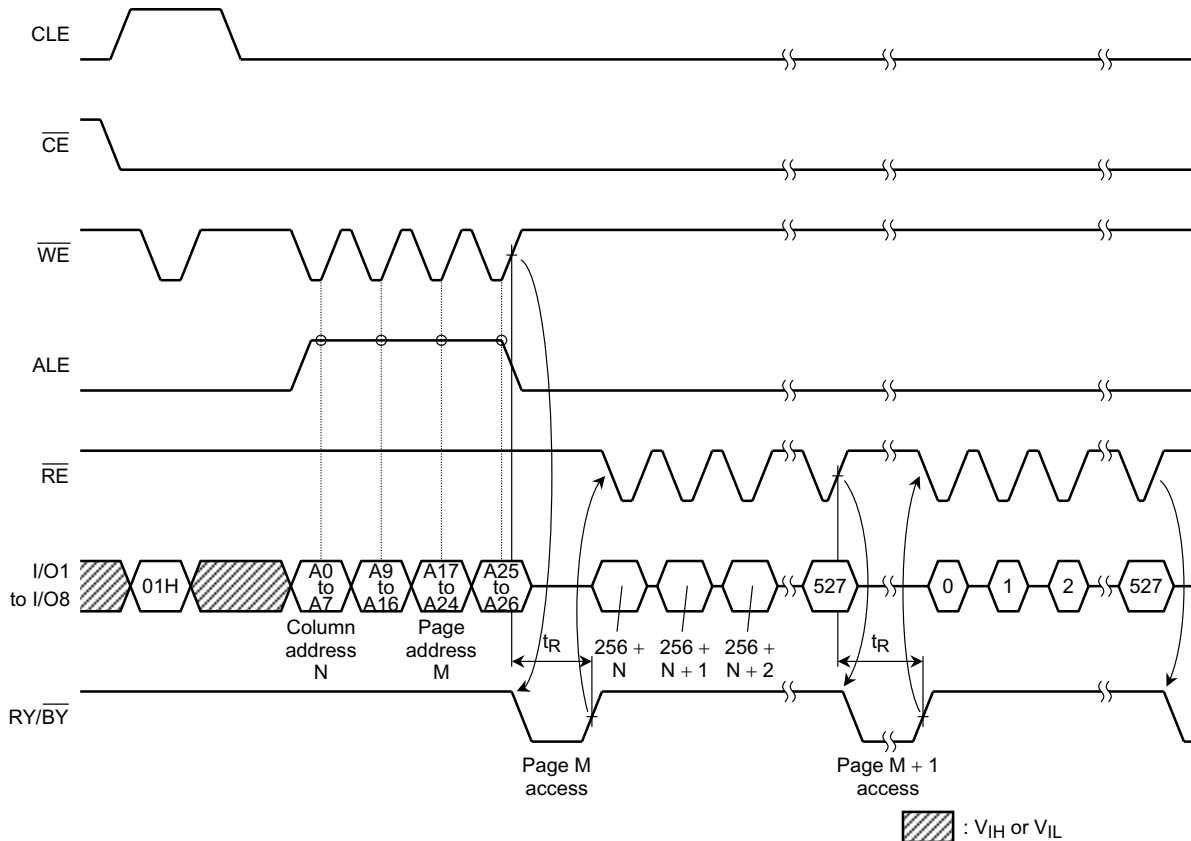 CLE
CE
WE
ALE
RE
I/O1
to I/O8
01H
A0
to
A7
A9
to
A16
A17
to
A24
A25
to
A26
527
0
1
2
527
Column
address
N
Page
address
M
tR
256 +
N
256 +
N + 1
256 +
N + 2
tR
RY/BY
Page M
access
Page M + 1
access
: VIH or VIL